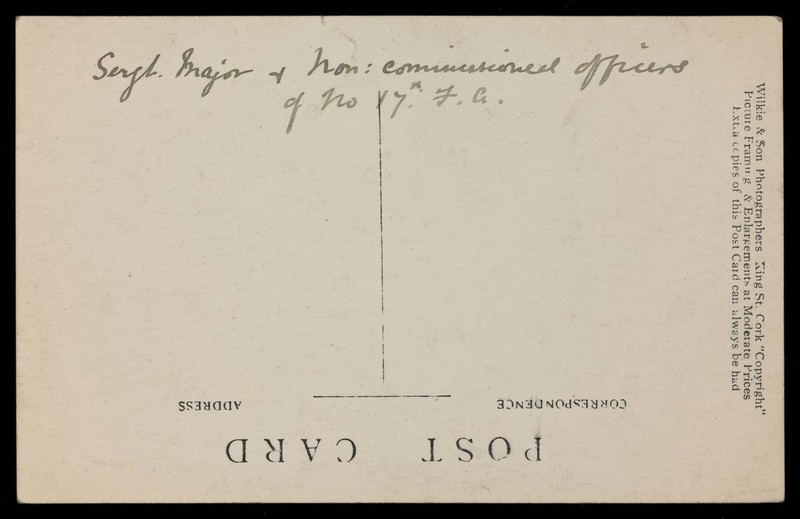 Sergt. Major & Non: commissioned officers
of No 17th. F. A.
Wilkie & Son Photographers King St. Cork "Copyright"
Picture Framing & Enlargements at Moderate Prices
Extra copies of this Post Card can always be had
POST CARD
CORRESPONDENCE
ADDRESS